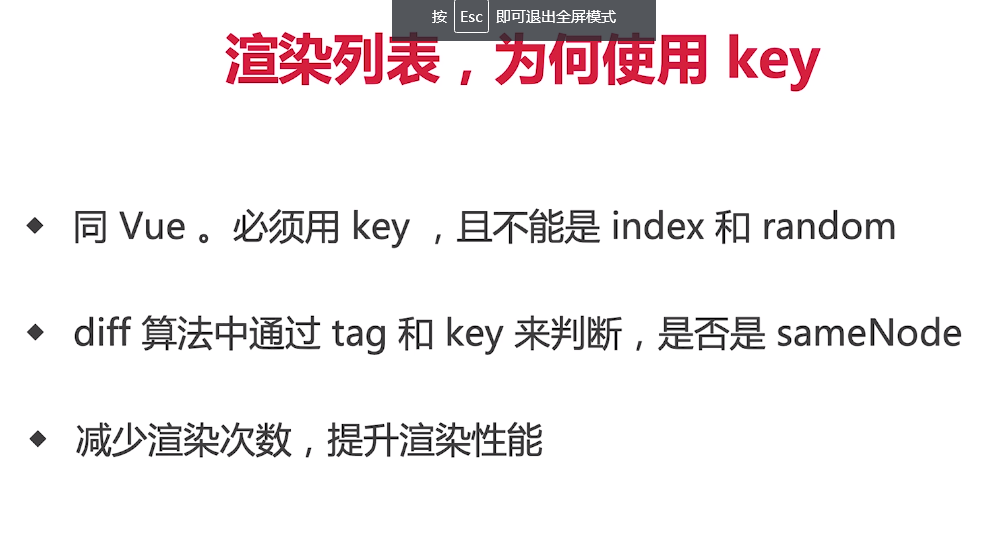 按 Esc 即可退出全屏模式
渲染列表，为何使用 key
◆ 同 Vue 。必须用 key ，且不能是 index 和 random
◆ diff 算法中通过 tag 和 key 来判断，是否是 sameNode
◆ 减少渲染次数，提升渲染性能